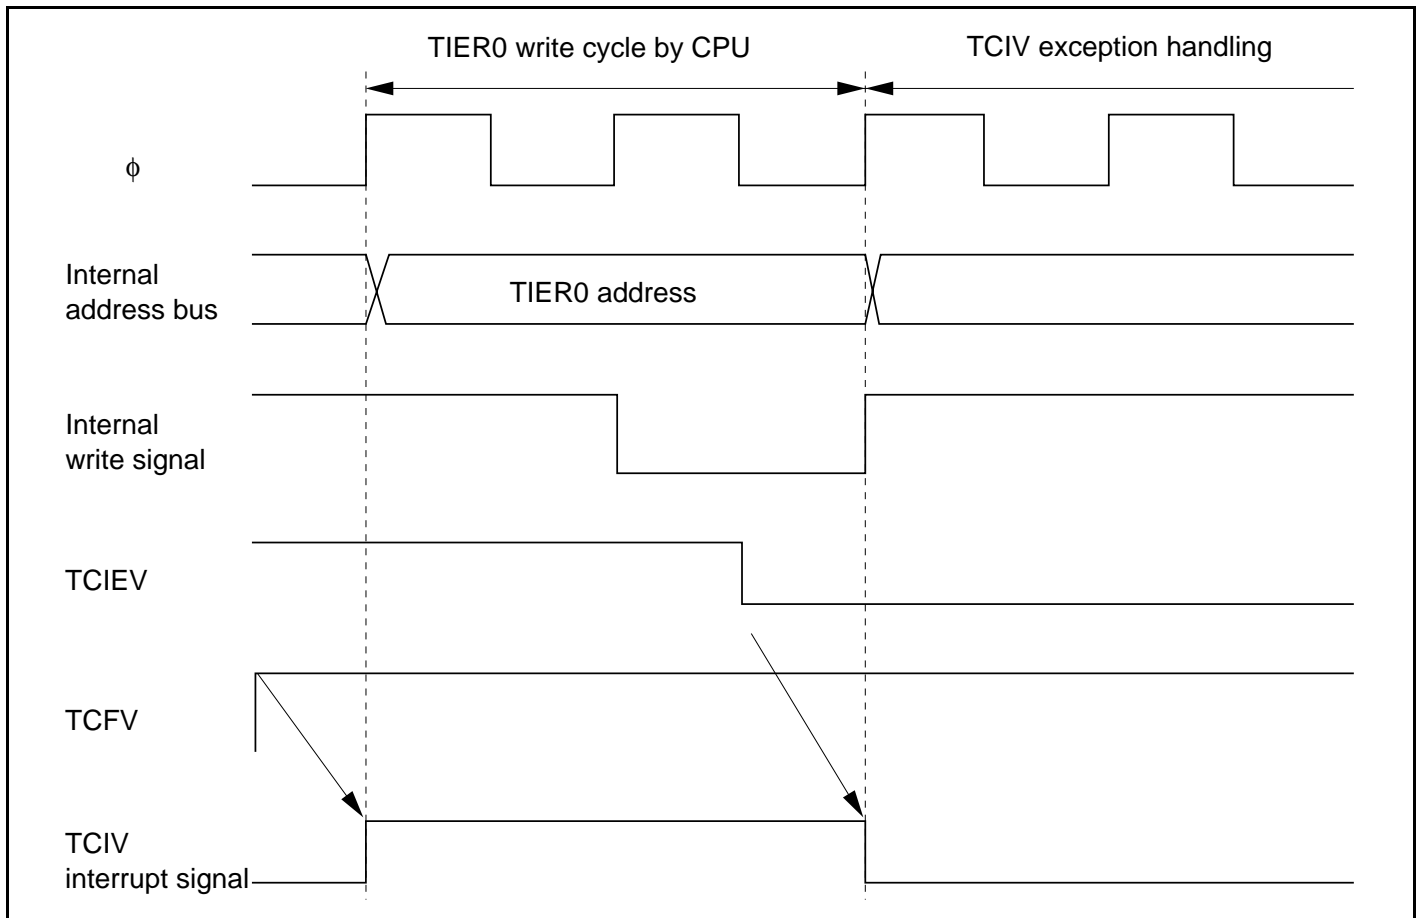 TIER0 write cycle by CPU
TCIV exception handling
ϕ
Internal
address bus
TIER0 address
Internal
write signal
TCIEV
TCFV
TCIV
interrupt signal